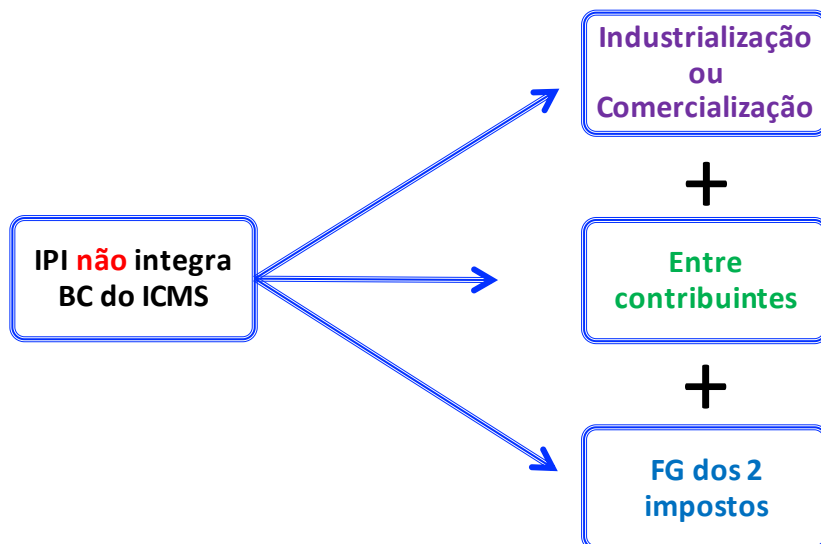 Industrialização
ou
Comercialização
+
IPI não integra
BC do ICMS
Entre
contribuintes
+
FG dos 2
impostos